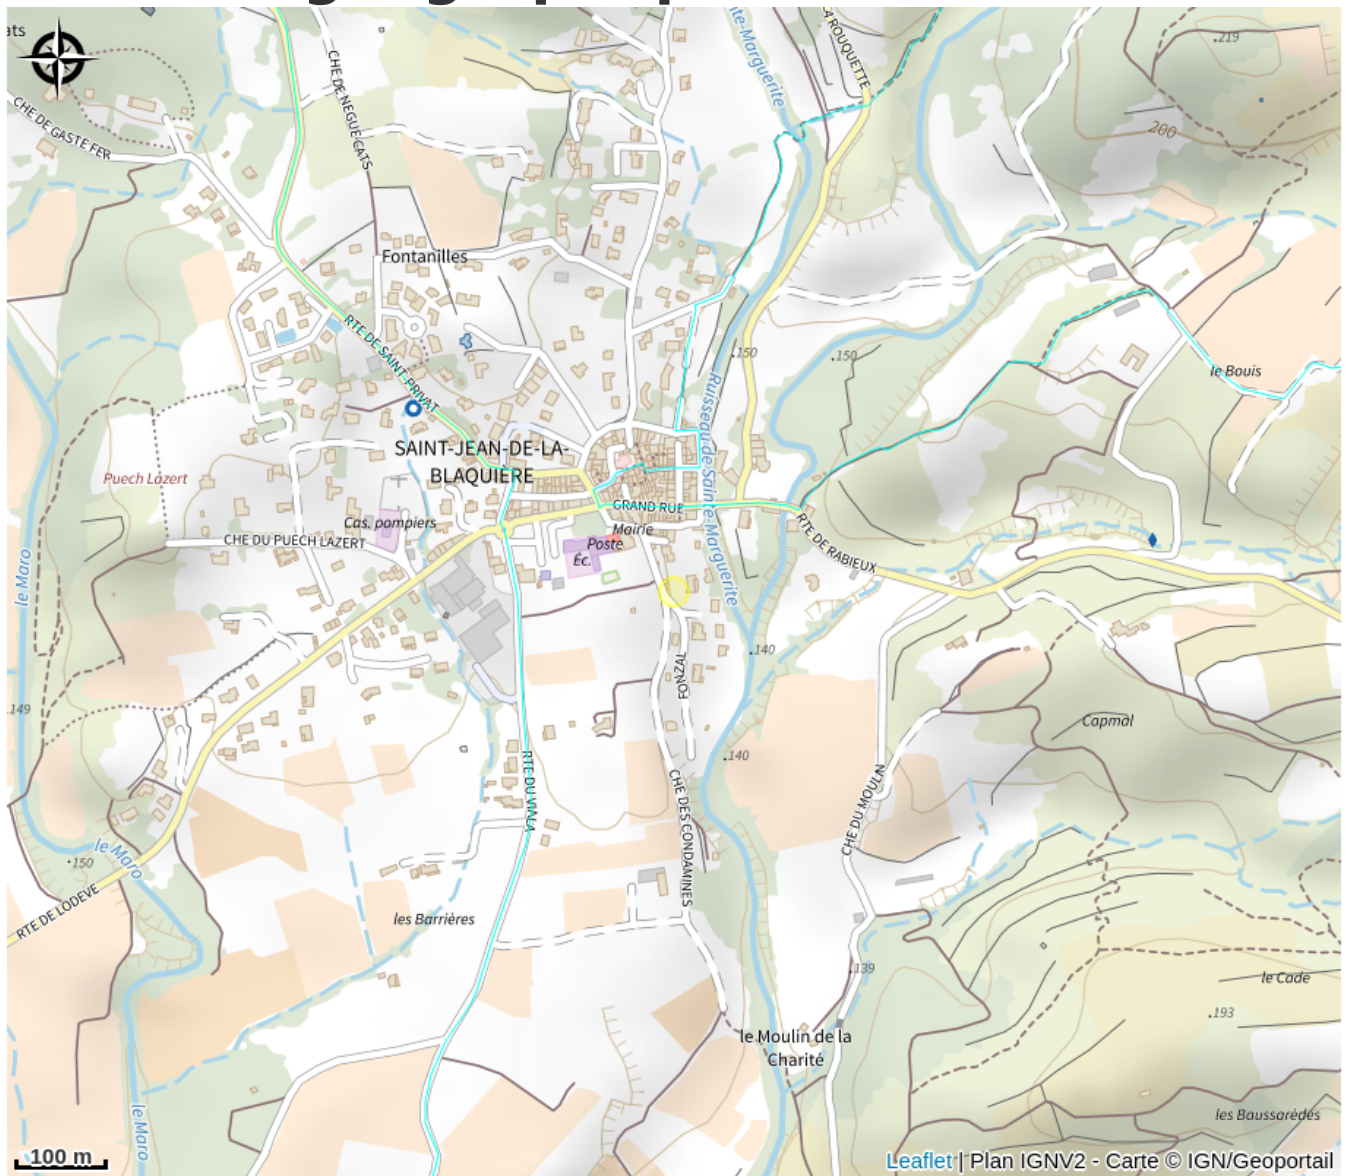 ats
CHE DE GASTE FER
CHE DE NEGUE CATS
te-Marguerite
A ROUQUETTE
.219
200
Fontanilles
RTE DE SAINT-PRIVAT
.150
.150
le Bouis
Ruisseau de Sainte-Marguerite
SAINT-JEAN-DE-LA-
BLAQUIÈRE
Puech Lazert
GRAND RUE
Cas. pompiers
Mairie
Poste
Éc.
CHE DU PUECH LAZERT
RTE DE RABIEUX
le Maro
.140
FONZAL
.149
Capmal
.140
RTE DU VIALA
CHE DES CONDAMINES
CHE DU MOULIN
le Maro
.150
RTE DE LODEVE
les Barrières
.139
le Cade
.193
le Moulin de la
Charité
le Maro
les Baussarèdes
100 m
Leaflet | Plan IGNV2 - Carte © IGN/Geoportail